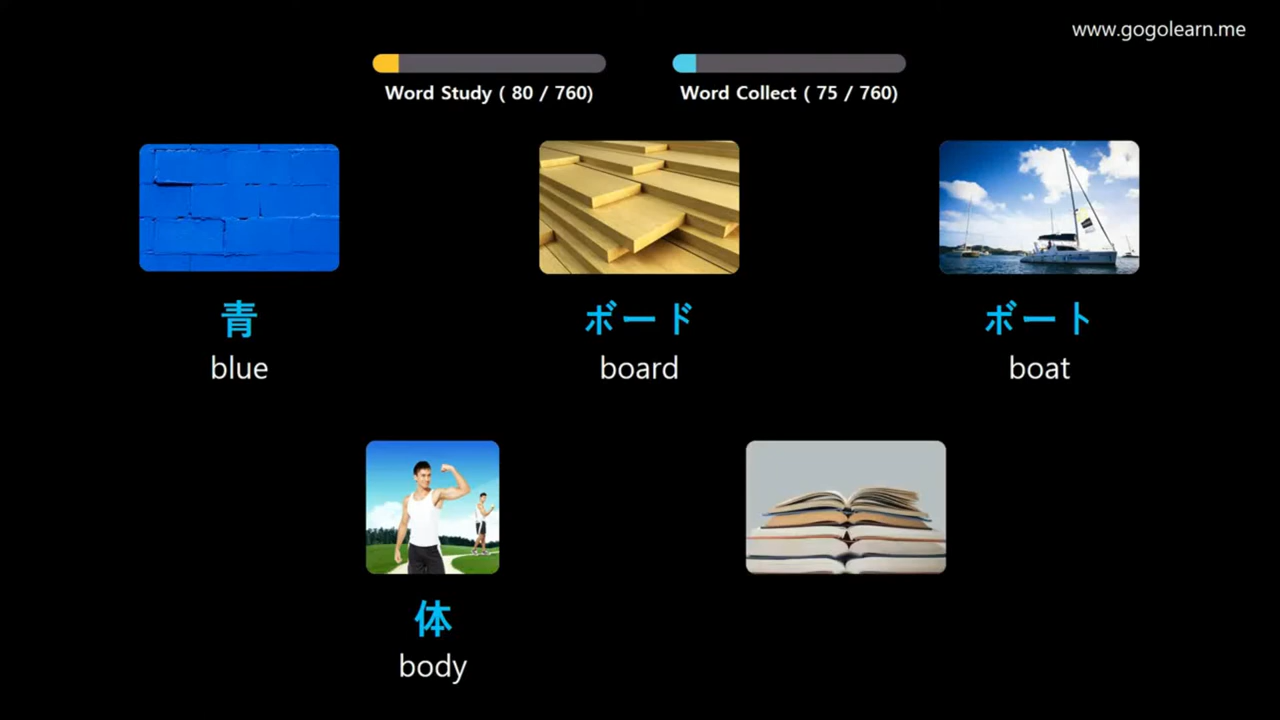 www.gogolearn.me
Word Study ( 80 / 760)
Word Collect ( 75 / 760)
青
blue
ボード
board
ボート
boat
体
body